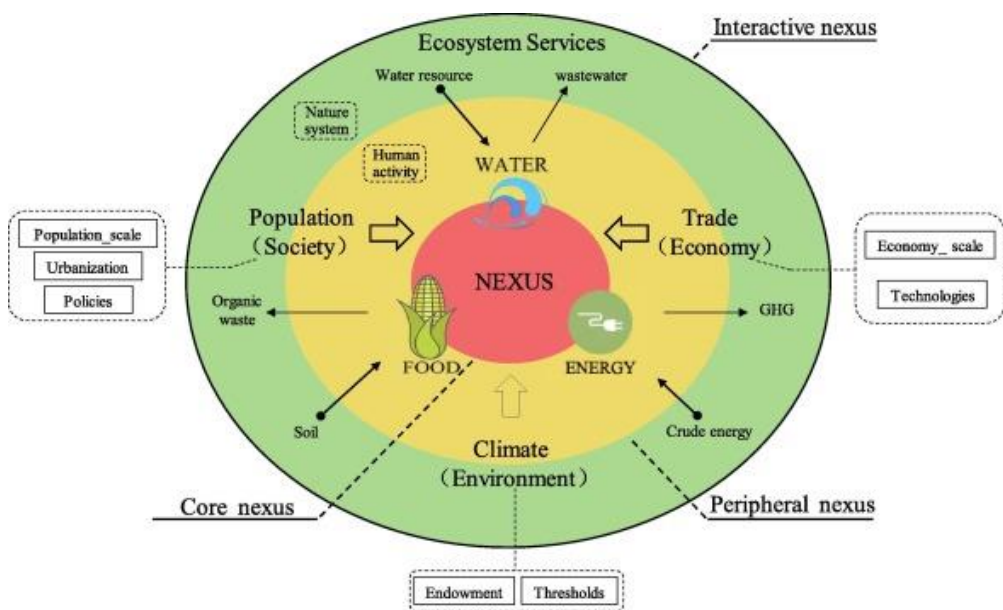 Interactive nexus
Ecosystem Services
Water resource
wastewater
Nature
system
Human
activity
WATER
Population
（Society）
Trade
（Economy）
Population_scale
Urbanization
Policies
Economy_ scale
Technologies
NEXUS
Organic
waste
GHG
FOOD
ENERGY
Soil
Crude energy
Climate
（Environment）
Core nexus
Peripheral nexus
Endowment
Thresholds